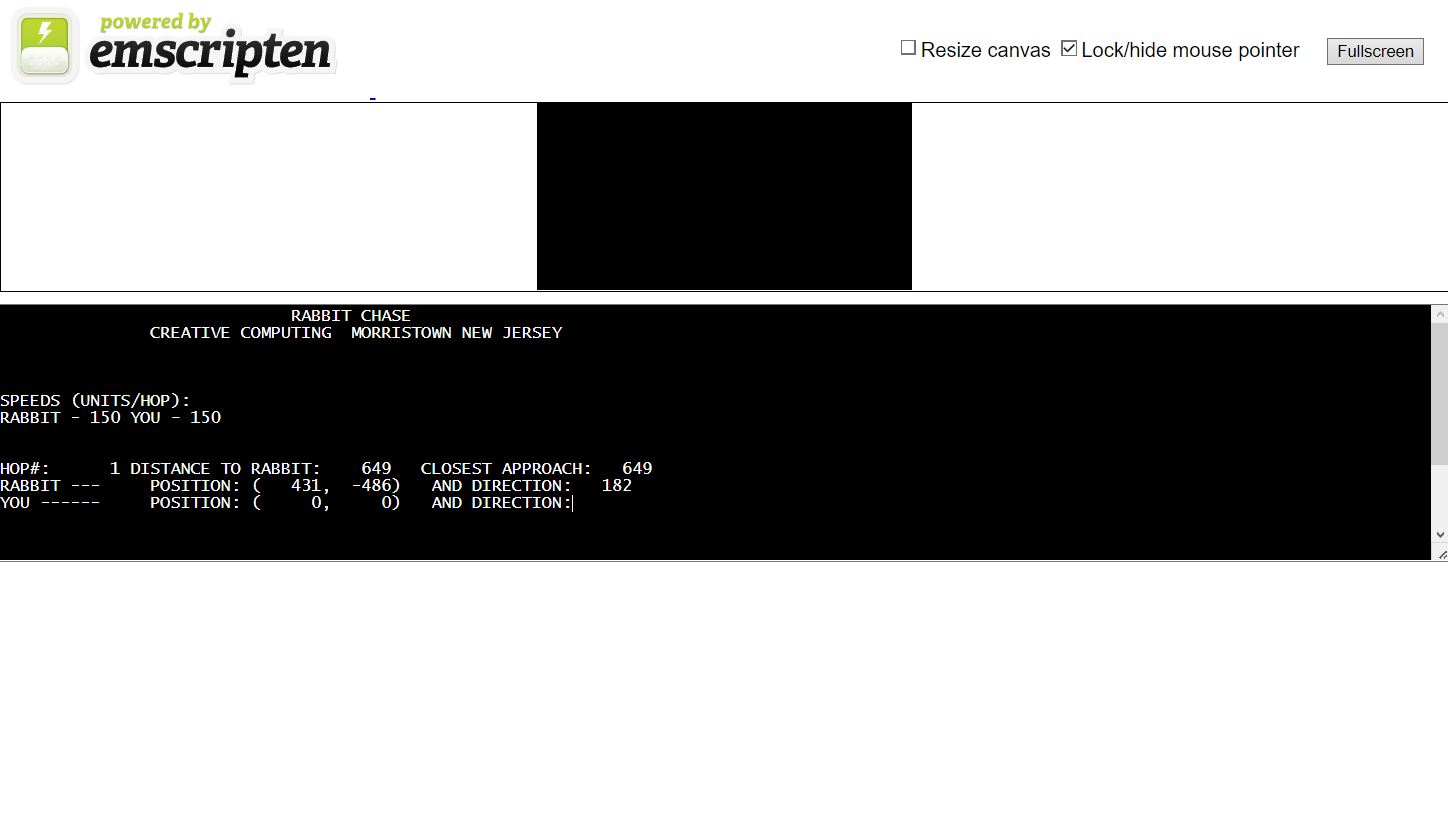 powered by
emscripten
Resize canvas Lock/hide mouse pointer Fullscreen
RABBIT CHASE
CREATIVE COMPUTING MORRISTOWN NEW JERSEY
SPEEDS (UNITS/HOP):
RABBIT - 150 YOU - 150
HOP#: 1 DISTANCE TO RABBIT: 649 CLOSEST APPROACH: 649
RABBIT --- POSITION: ( 431, -486) AND DIRECTION: 182
YOU ------ POSITION: ( 0, 0) AND DIRECTION: